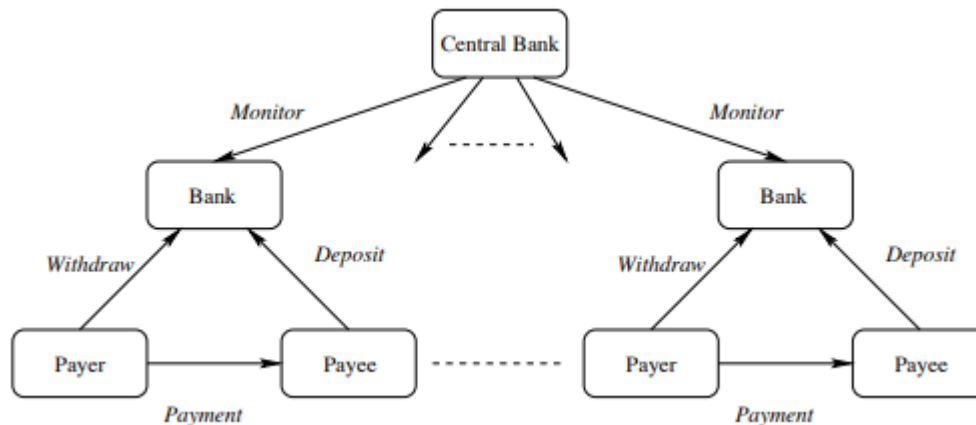 Central Bank
Monitor
Monitor
Bank
Bank
Withdraw
Deposit
Withdraw
Deposit
Payer
Payee
Payer
Payee
Payment
Payment